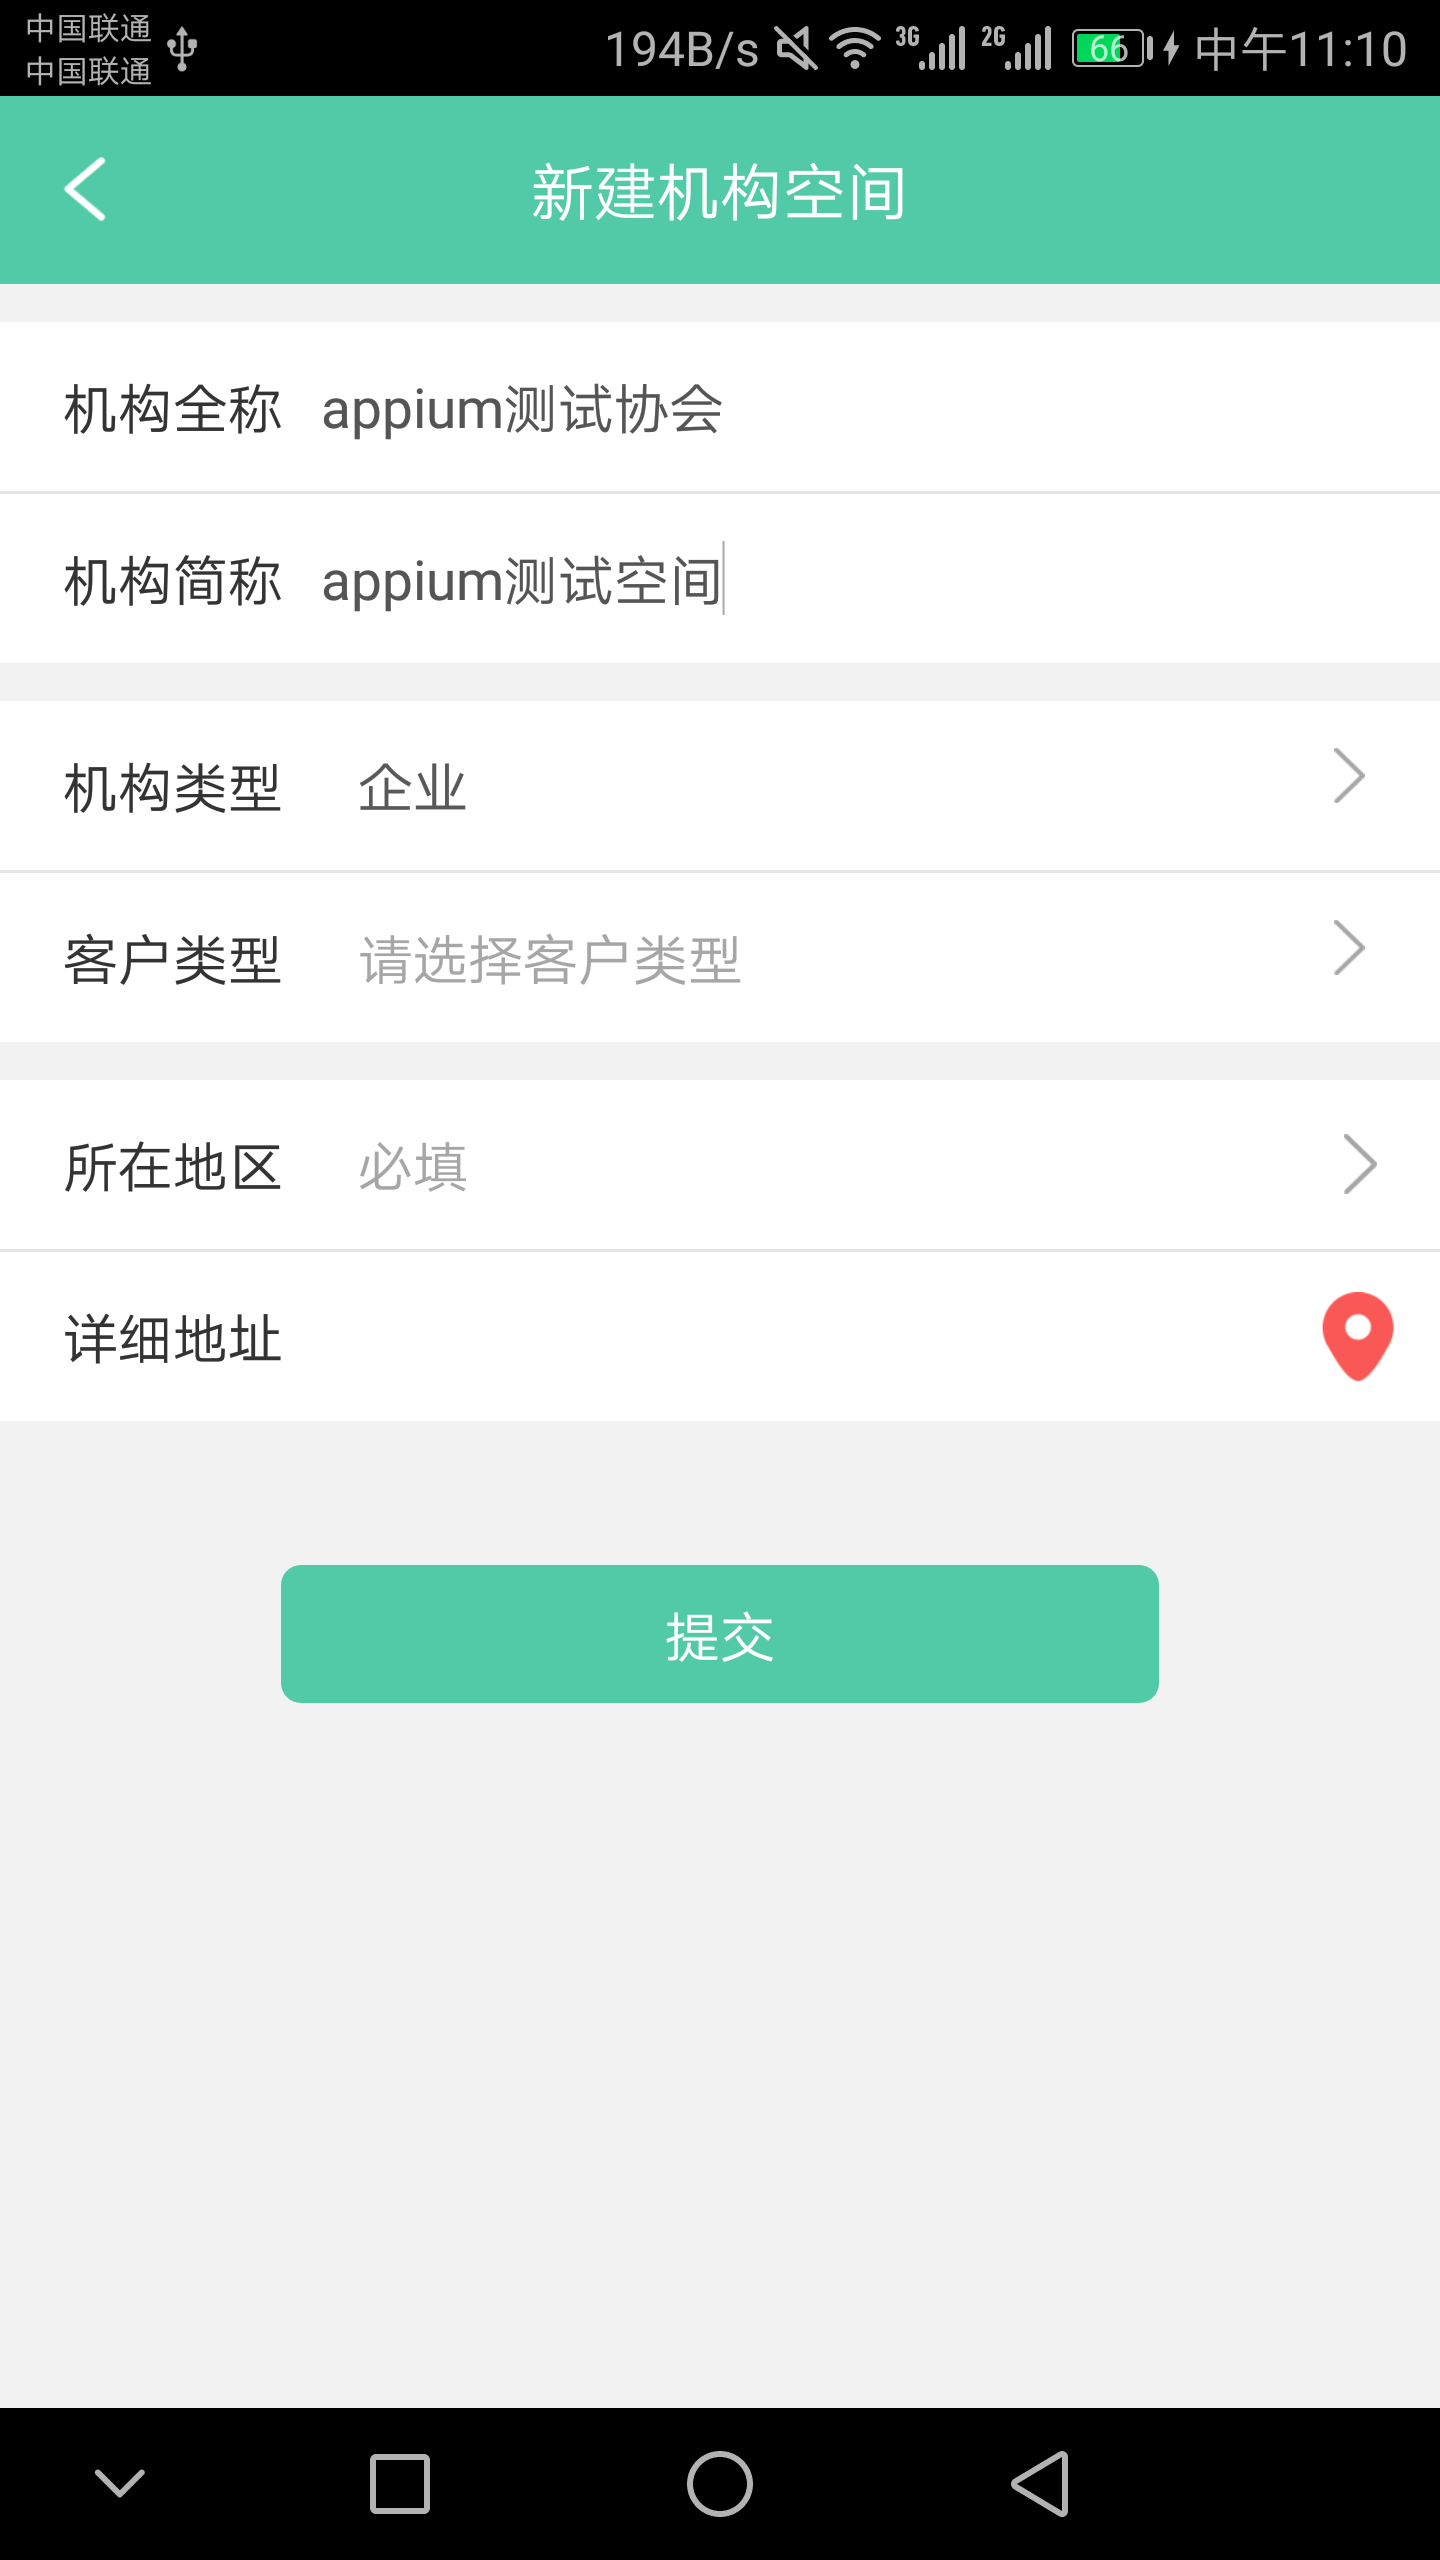 中国联通
中国联通
194B/s 3G 2G 66 中午11:10
新建机构空间
机构全称 appium测试协会
机构简称 appium测试空间
机构类型 企业
客户类型 请选择客户类型
所在地区 必填
详细地址
提交